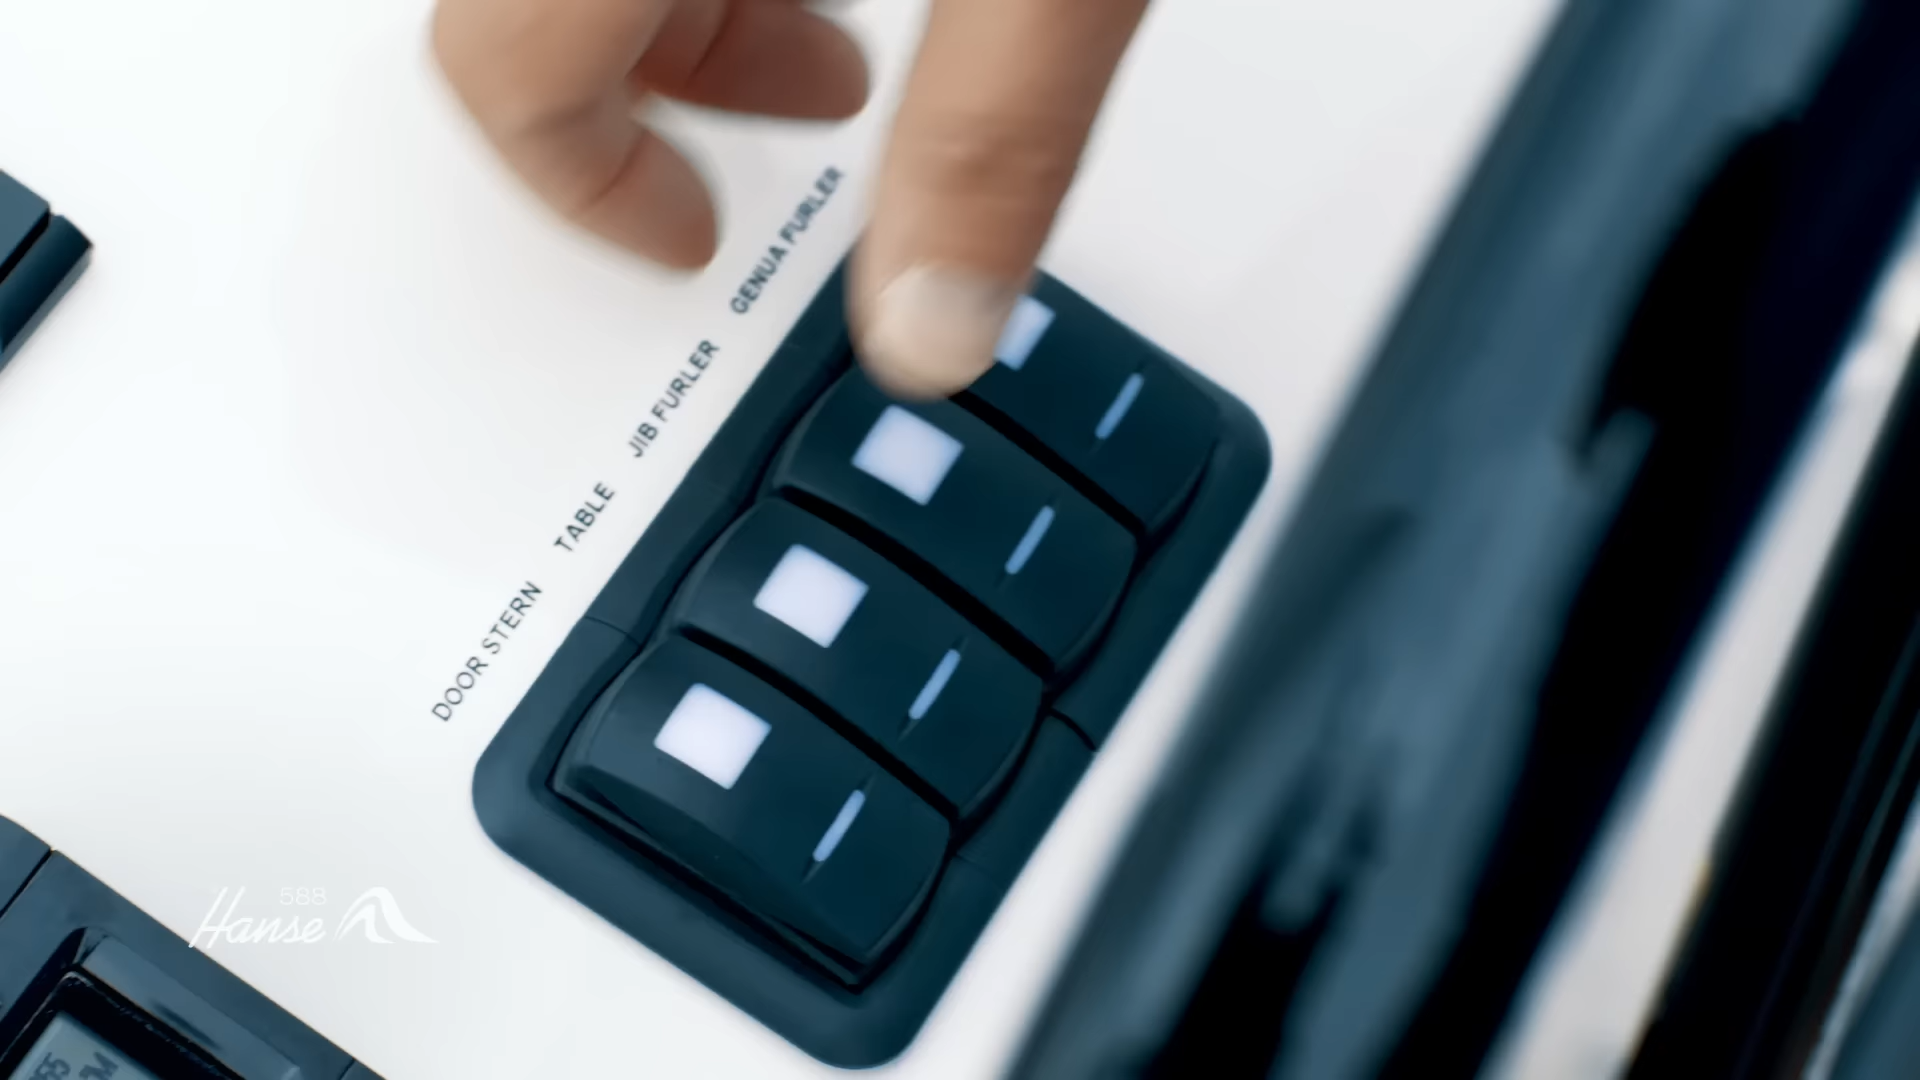 GENUA FURLER
JIB FURLER
TABLE
DOOR STERN
588
Hanse